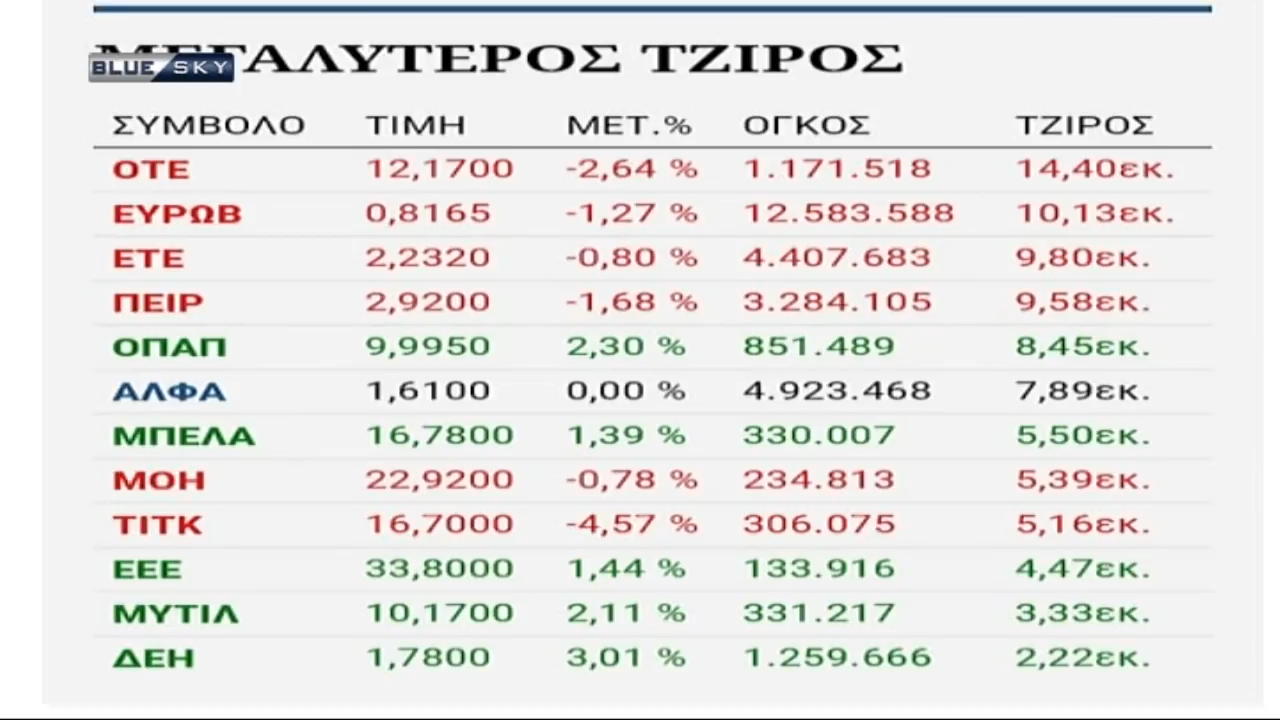 ΜΕΓΑΛΥΤΕΡΟΣ ΤΖΙΡΟΣ
BLUE SKY
ΣΥΜΒΟΛΟ ΤΙΜΗ ΜΕΤ.% ΟΓΚΟΣ ΤΖΙΡΟΣ
ΟΤΕ 12,1700 -2,64 % 1.171.518 14,40εκ.
ΕΥΡΩΒ 0,8165 -1,27 % 12.583.588 10,13εκ.
ΕΤΕ 2,2320 -0,80 % 4.407.683 9,80εκ.
ΠΕΙΡ 2,9200 -1,68 % 3.284.105 9,58εκ.
ΟΠΑΠ 9,9950 2,30 % 851.489 8,45εκ.
ΑΛΦΑ 1,6100 0,00 % 4.923.468 7,89εκ.
ΜΠΕΛΑ 16,7800 1,39 % 330.007 5,50εκ.
ΜΟΗ 22,9200 -0,78 % 234.813 5,39εκ.
ΤΙΤΚ 16,7000 -4,57 % 306.075 5,16εκ.
ΕΕΕ 33,8000 1,44 % 133.916 4,47εκ.
ΜΥΤΙΛ 10,1700 2,11 % 331.217 3,33εκ.
ΔΕΗ 1,7800 3,01 % 1.259.666 2,22εκ.